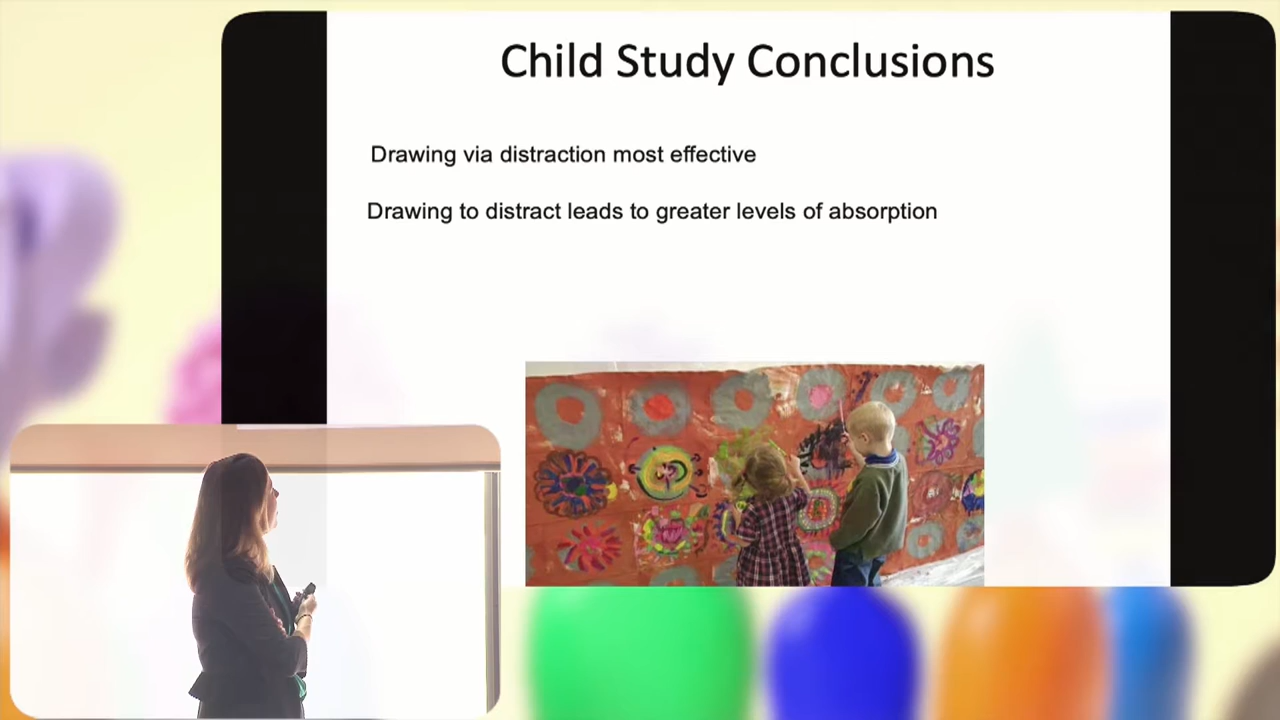 Child Study Conclusions
Drawing via distraction most effective
Drawing to distract leads to greater levels of absorption